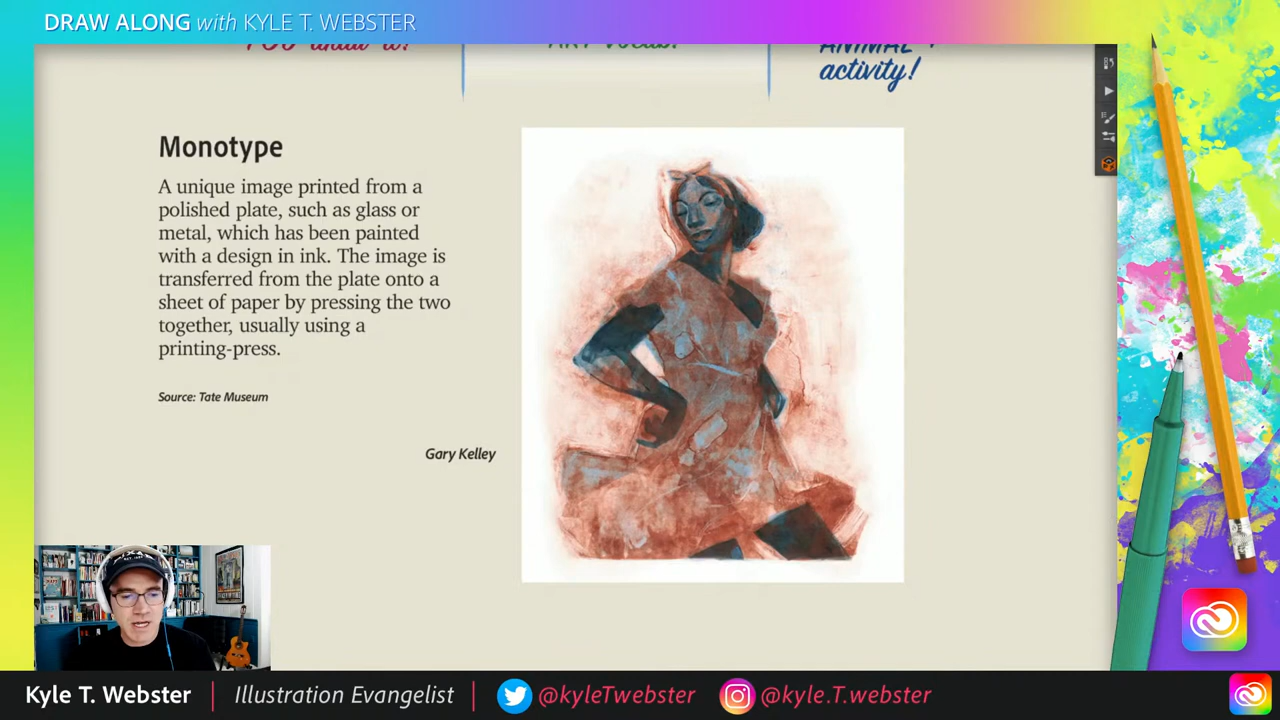 DRAW ALONG with KYLE T. WEBSTER
ANIMAL
activity!
Monotype
A unique image printed from a
polished plate, such as glass or
metal, which has been painted
with a design in ink. The image is
transferred from the plate onto a
sheet of paper by pressing the two
together, usually using a
printing-press.
Source: Tate Museum
Gary Kelley
Kyle T. Webster | Illustration Evangelist | @kyleTwebster @kyle.T.webster